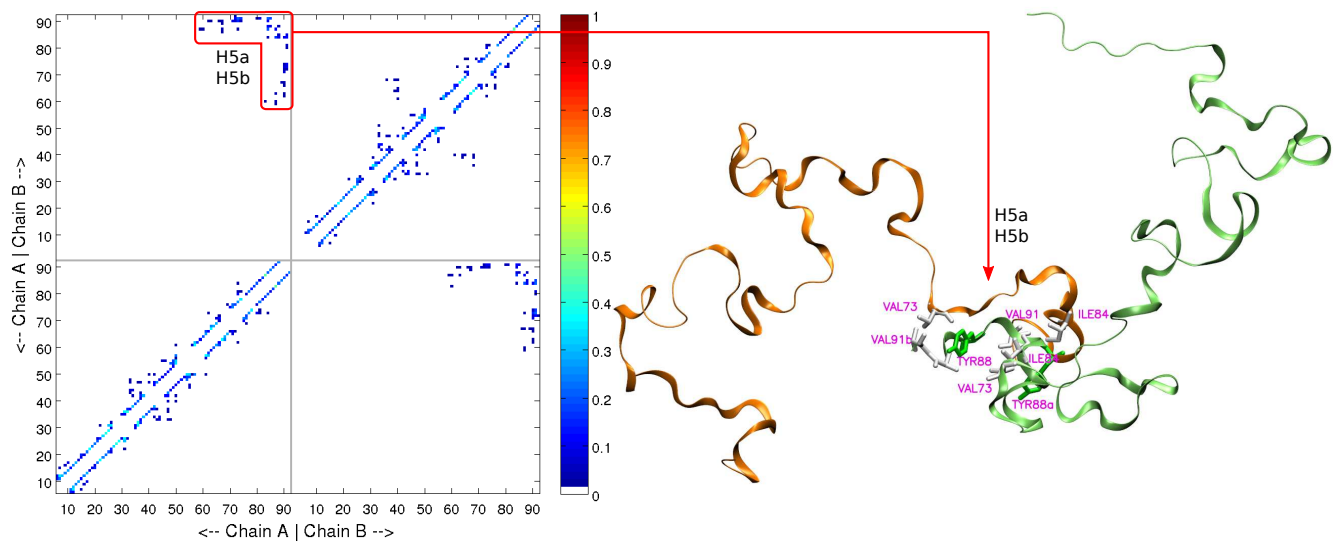 90
80
70
60
50
40
30
20
10
90
80
70
60
50
40
30
20
10
<-- Chain A | Chain B -->
10 20 30 40 50 60 70 80 90 10 20 30 40 50 60 70 80 90
<-- Chain A | Chain B -->
H5a
H5b
1
0.9
0.8
0.7
0.6
0.5
0.4
0.3
0.2
0.1
0
H5a
H5b
VAL73
VAL91
ILE84
VAL91b
TYR88
VAL73
TYR88a